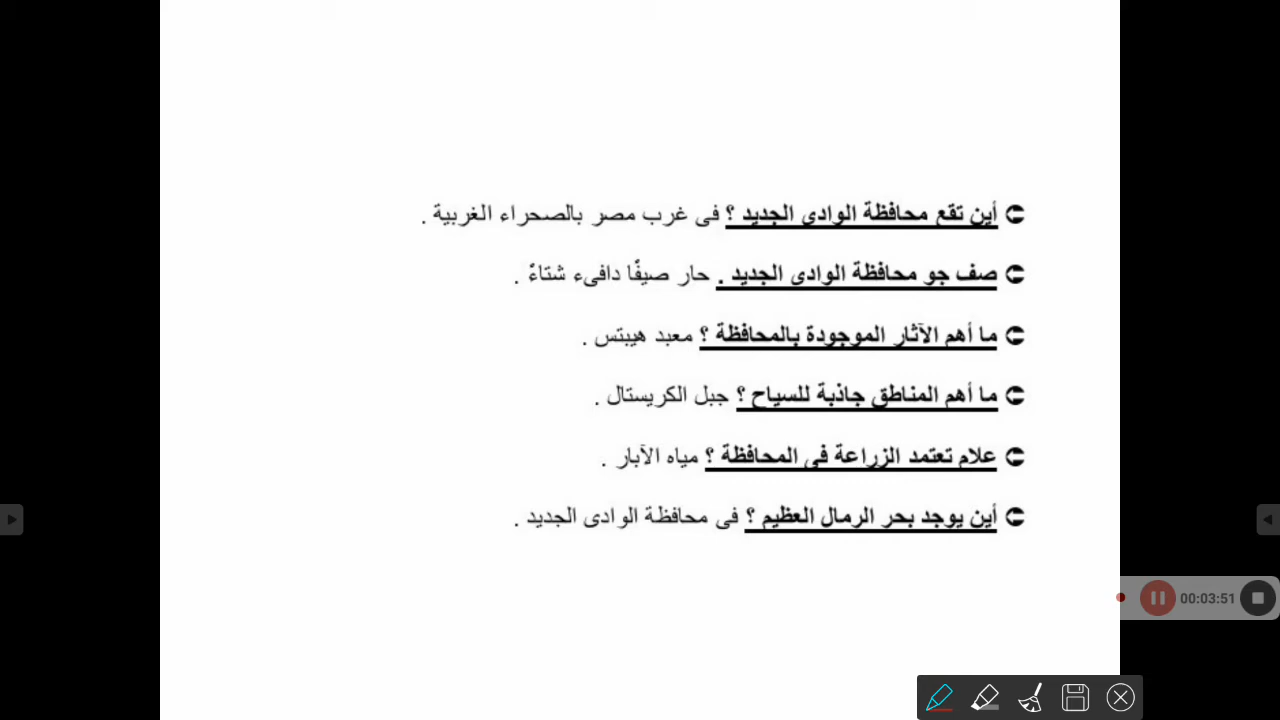 أين تقع محافظة الوادى الجديد ؟ فى غرب مصر بالصحراء الغربية .
صف جو محافظة الوادى الجديد . حار صيفًا دافىء شتاءً .
ما أهم الآثار الموجودة بالمحافظة ؟ معبد هيبتس .
ما أهم المناطق جاذبة للسياح ؟ جبل الكريستال .
علام تعتمد الزراعة فى المحافظة ؟ مياه الآبار .
أين يوجد بحر الرمال العظيم ؟ فى محافظة الوادى الجديد .
00:03:51